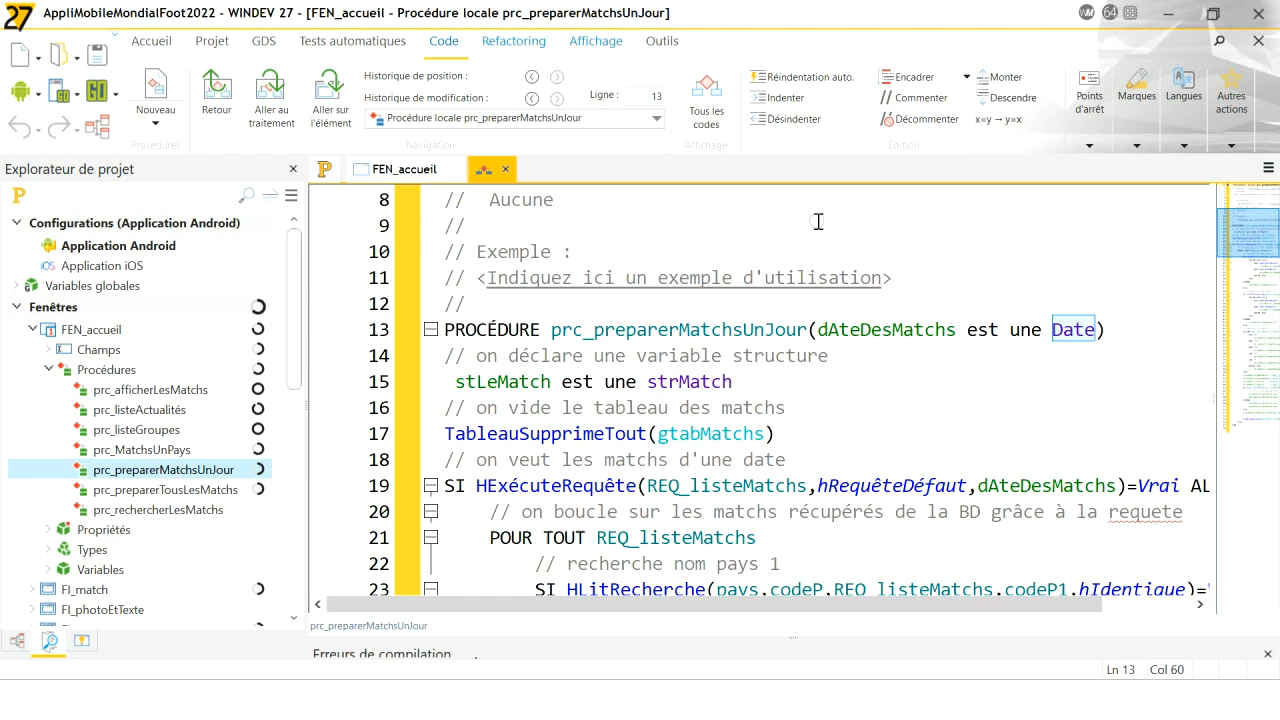 27 AppliMobileMondialFoot2022 - WINDEV 27 - [FEN_accueil - Procédure locale prc_preparerMatchsUnJour]
WM 64
Accueil Projet GDS Tests automatiques Code Refactoring Affichage Outils
GO
Nouveau
Procédures
Retour
Aller au traitement
Aller sur l'élément
Historique de position :
Historique de modification :
Ligne : 13
Procédure locale prc_preparerMatchsUnJour
Navigation
Tous les codes
Affichage
Réindentation auto.
Indenter
Désindenter
Encadrer
// Commenter
Décommenter
Monter
Descendre
x=y → y=x
Edition
Points d'arrêt
Marques
Langues
Autres actions
Explorateur de projet
FEN_accueil
Configurations (Application Android)
Application Android
iOS Application iOS
Variables globales
Fenêtres
FEN_accueil
Champs
Procédures
prc_afficherLesMatchs
prc_listeActualités
prc_listeGroupes
prc_MatchsUnPays
prc_preparerMatchsUnJour
prc_preparerTousLesMatchs
prc_rechercherLesMatchs
Propriétés
Types
Variables
FI_match
FI_photoEtTexte
8 // Aucune
9 //
10 // Exemple :
11 // <Indiquez ici un exemple d'utilisation>
12 //
13 PROCÉDURE prc_preparerMatchsUnJour(dAteDesMatchs est une Date)
14 // on déclare une variable structure
15 stLeMatch est une strMatch
16 // on vide le tableau des matchs
17 TableauSupprimeTout(gtabMatchs)
18 // on veut les matchs d'une date
19 SI HExécuteRequête(REQ_listeMatchs,hRequêteDéfaut,dAteDesMatchs)=Vrai AL
20 // on boucle sur les matchs récupérés de la BD grâce à la requete
21 POUR TOUT REQ_listeMatchs
22 // recherche nom pays 1
23 SI HLitRecherche(pays,codeP,REQ_listeMatchs.codeP1,hIdentique)=
prc_preparerMatchsUnJour
Erreurs de compilation
Ln 13 Col 60